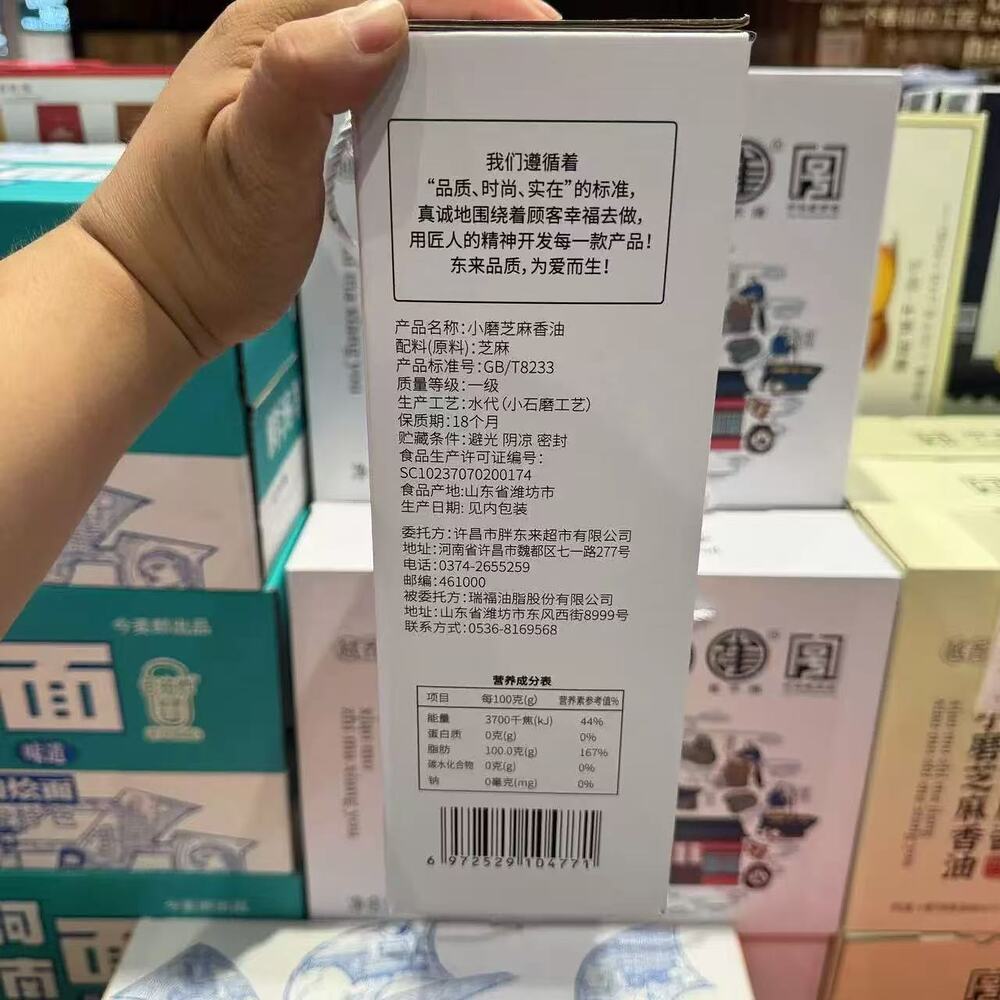 我们遵循着
“品质、时尚、实在”的标准,
真诚地围绕着顾客幸福去做,
用匠人的精神开发每一款产品!
东来品质,为爱而生!
产品名称:小磨芝麻香油
配料(原料):芝麻
产品标准号:GB/T8233
质量等级:一级
生产工艺:水代(小石磨工艺)
保质期:18个月
贮藏条件:避光 阴凉 密封
食品生产许可证编号:
SC10237070200174
食品产地:山东省潍坊市
生产日期: 见内包装
委托方:许昌市胖东来超市有限公司
地址:河南省许昌市魏都区七一路277号
电话:0374-2655259
邮编:461000
被委托方:瑞福油脂股份有限公司
地址:山东省潍坊市东风西街8999号
联系方式:0536-8169568
营养成分表
项目 每100克(g) 营养素参考值%
能量 3700千焦(kJ) 44%
蛋白质 0克(g) 0%
脂肪 100.0克(g) 167%
碳水化合物 0克(g) 0%
钠 0毫克(mg) 0%
6 972529 104771
面
味道
小磨芝麻香油